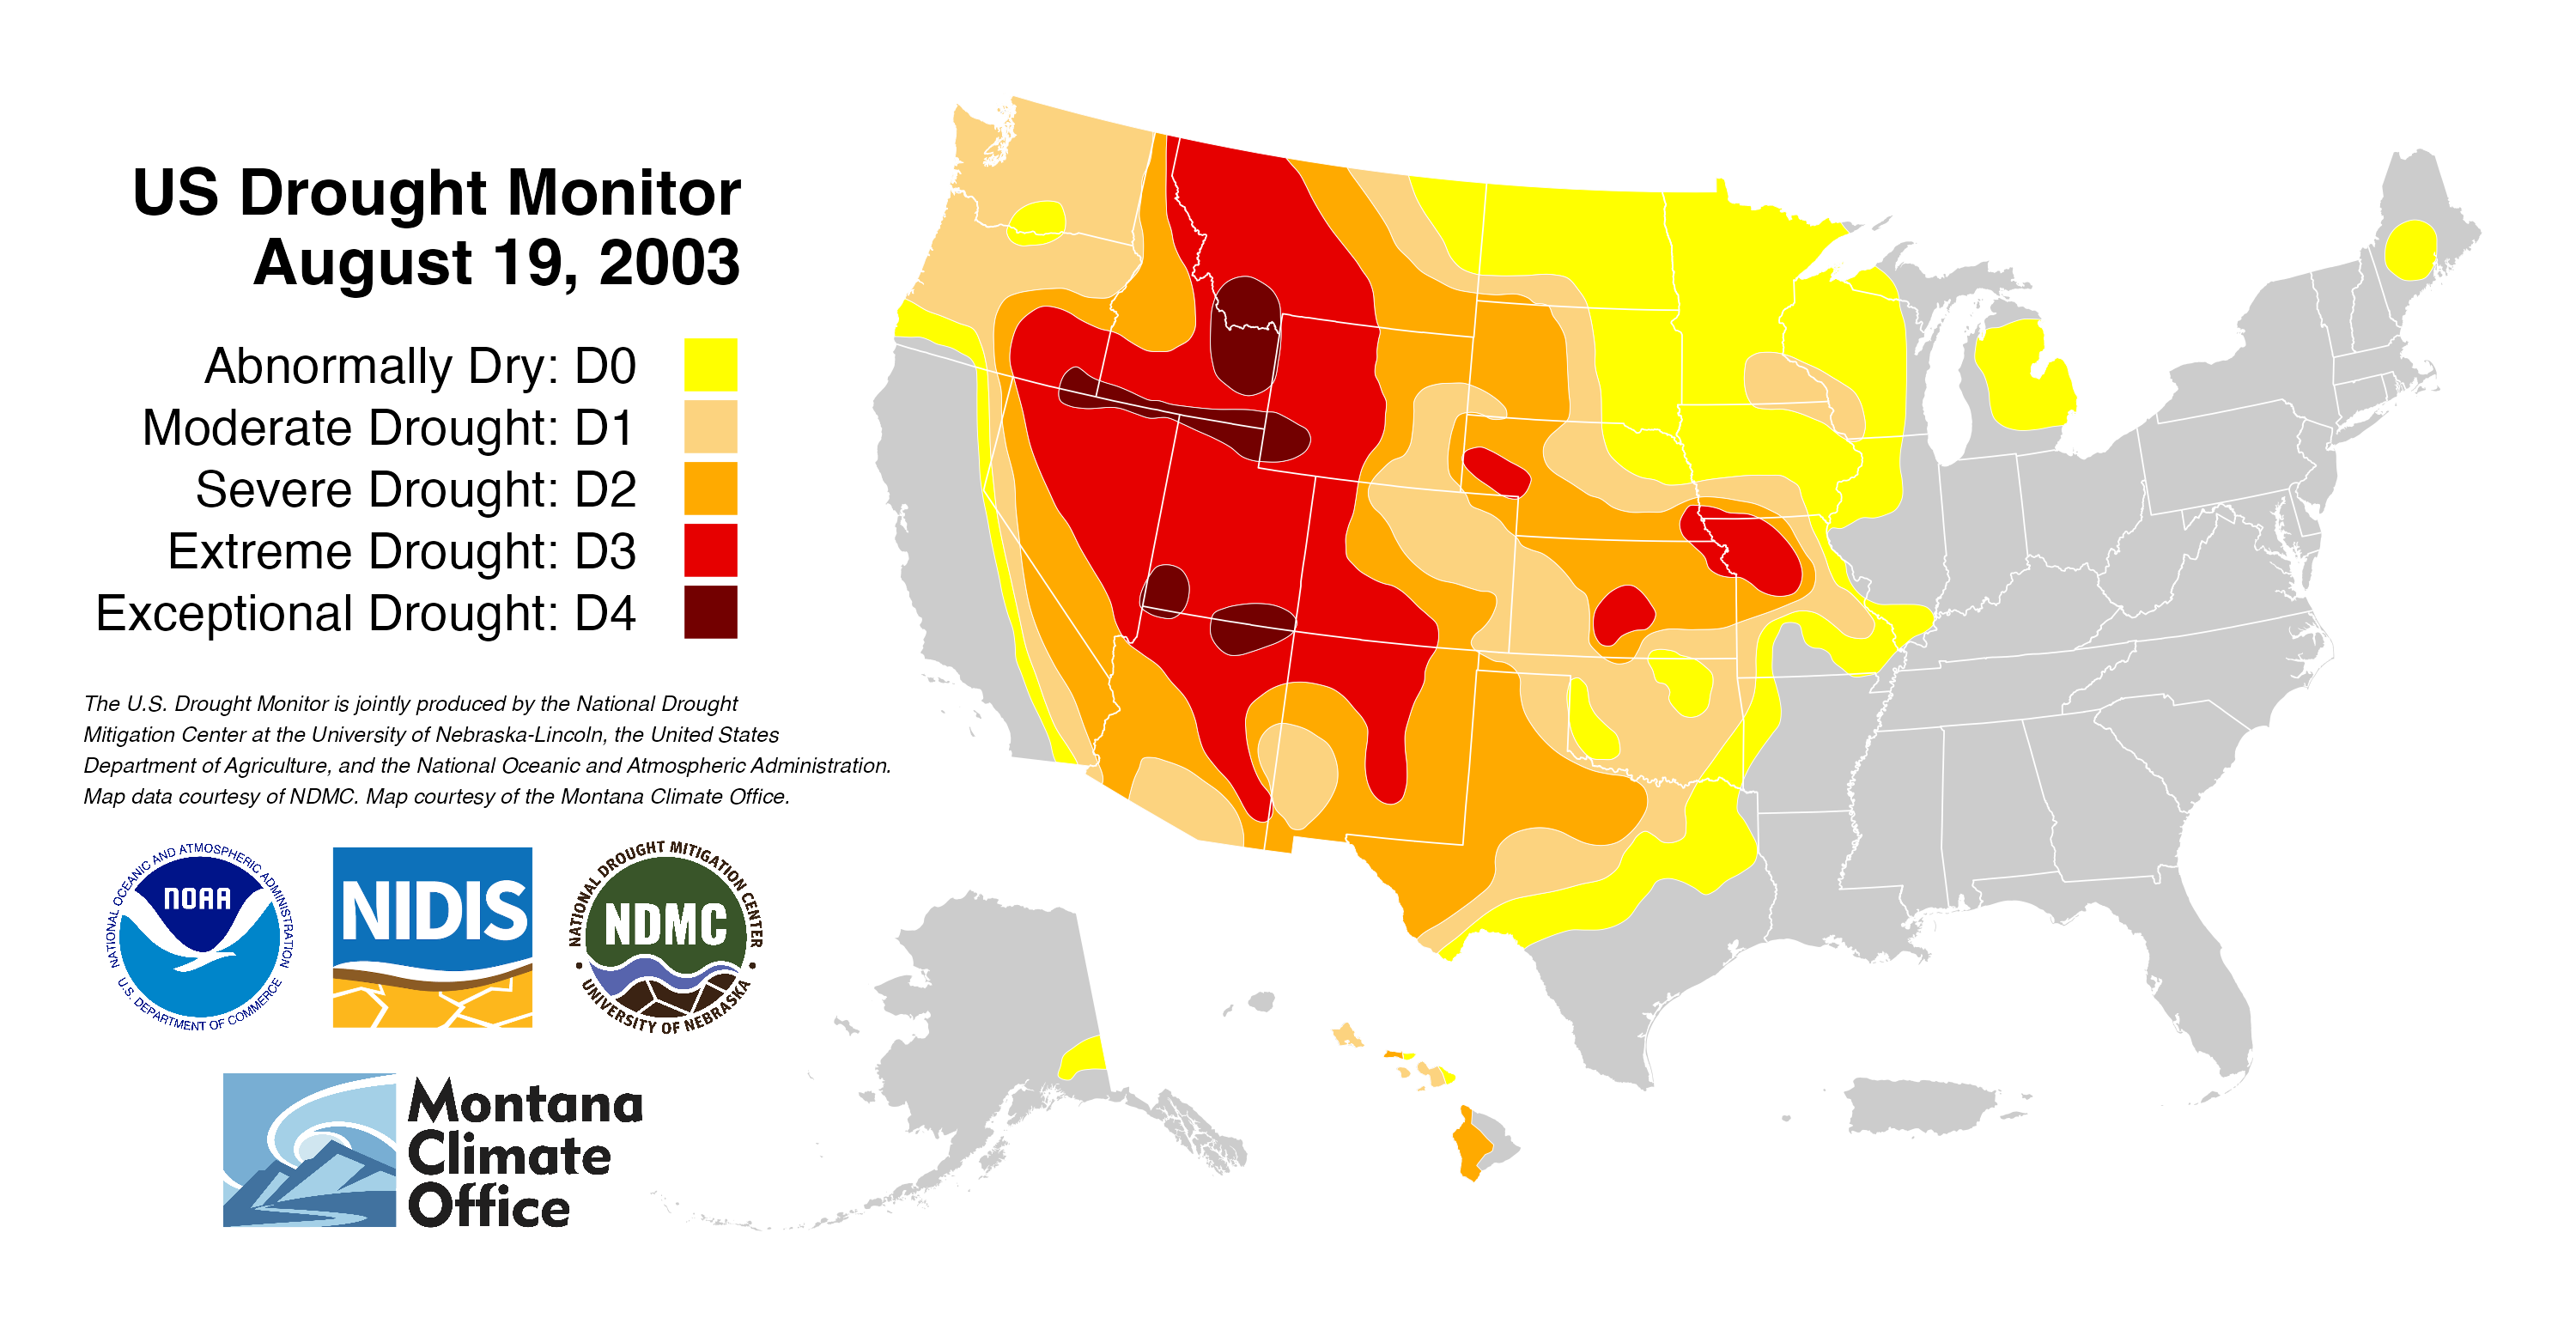 US Drought Monitor
August 19, 2003
Abnormally Dry: D0
Moderate Drought: D1
Severe Drought: D2
Extreme Drought: D3
Exceptional Drought: D4
The U.S. Drought Monitor is jointly produced by the National Drought
Mitigation Center at the University of Nebraska-Lincoln, the United States
Department of Agriculture, and the National Oceanic and Atmospheric Administration.
Map data courtesy of NDMC. Map courtesy of the Montana Climate Office.
NATIONAL OCEANIC AND ATMOSPHERIC ADMINISTRATION
NOAA
U.S. DEPARTMENT OF COMMERCE
NIDIS
NATIONAL DROUGHT MITIGATION CENTER
NDMC
UNIVERSITY OF NEBRASKA
Montana
Climate
Office